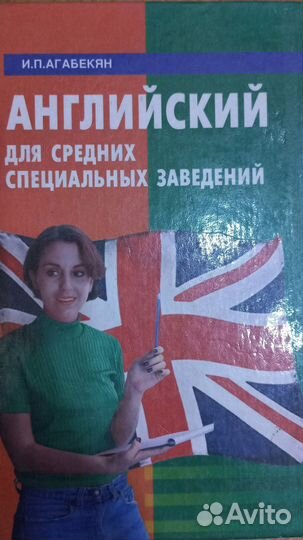 И.П.АГАБЕКЯН
АНГЛИЙСКИЙ
ДЛЯ СРЕДНИХ
СПЕЦИАЛЬНЫХ ЗАВЕДЕНИЙ
Avito